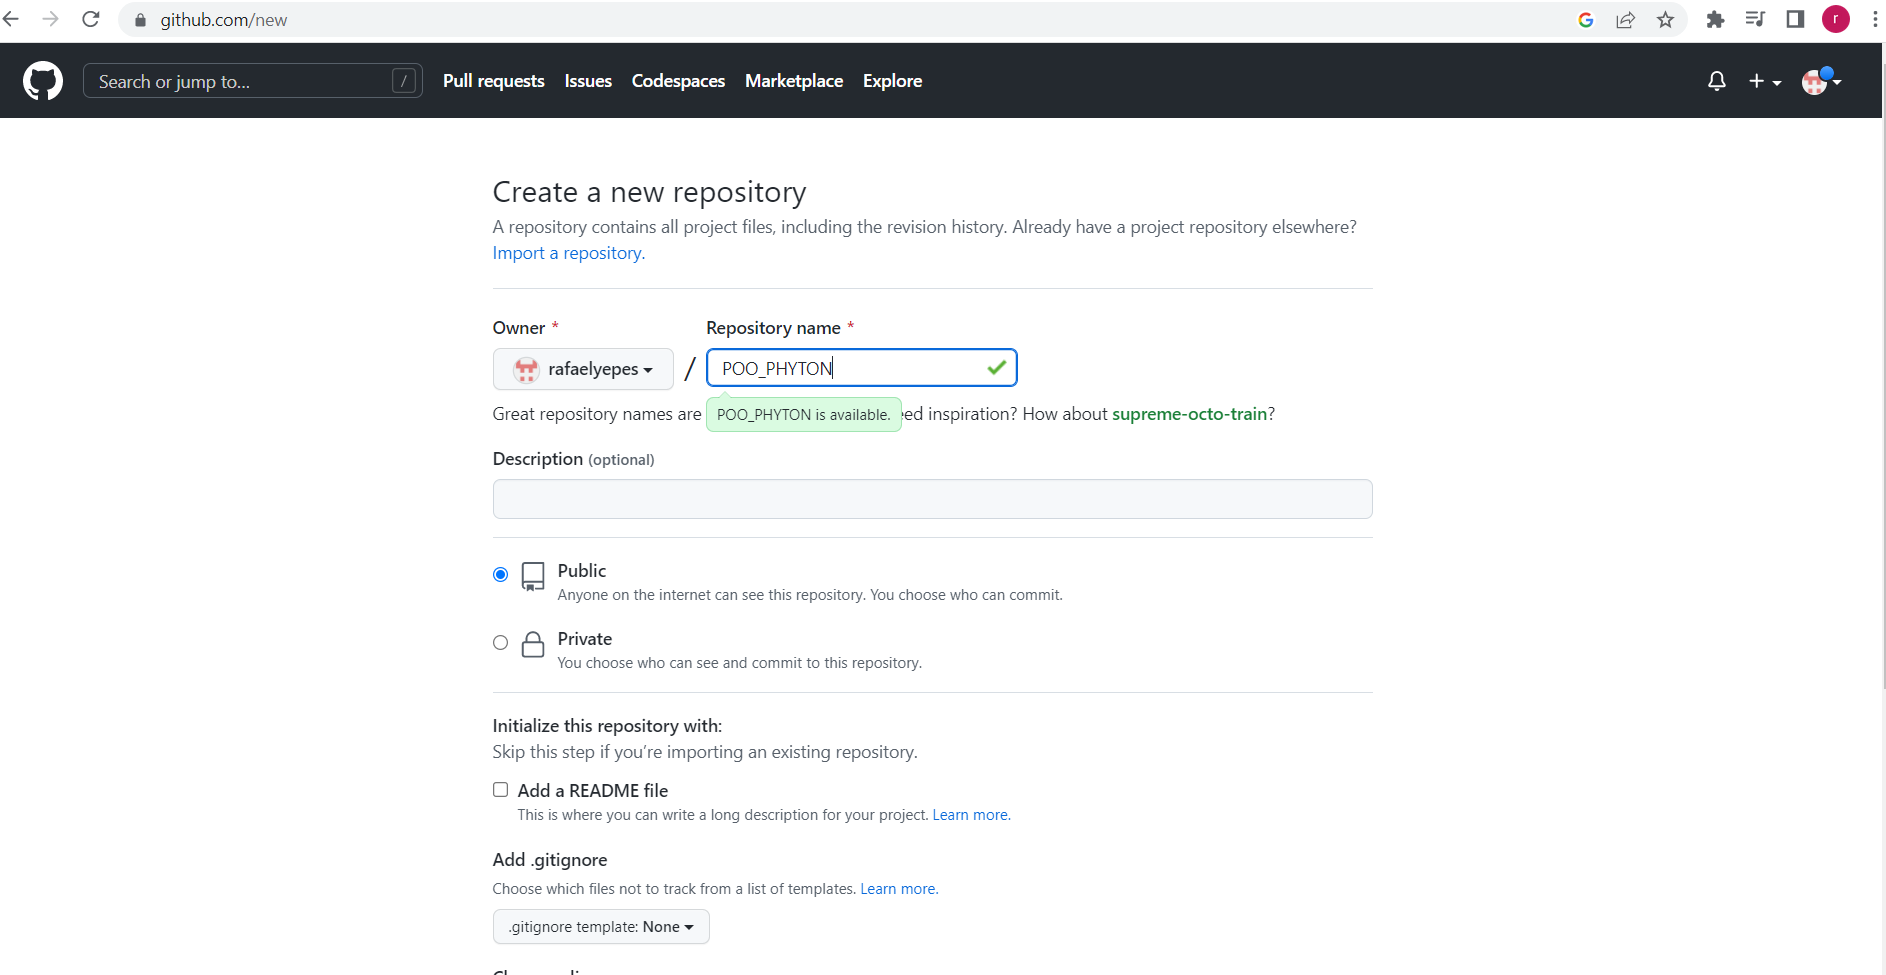 github.com/new
r
Search or jump to... /
Pull requests Issues Codespaces Marketplace Explore
Create a new repository
A repository contains all project files, including the revision history. Already have a project repository elsewhere?
Import a repository.
Owner * Repository name *
rafaelyepes / POO_PHYTON
Great repository names are POO_PHYTON is available. eed inspiration? How about supreme-octo-train?
Description (optional)
Public
Anyone on the internet can see this repository. You choose who can commit.
Private
You choose who can see and commit to this repository.
Initialize this repository with:
Skip this step if you’re importing an existing repository.
Add a README file
This is where you can write a long description for your project. Learn more.
Add .gitignore
Choose which files not to track from a list of templates. Learn more.
.gitignore template: None